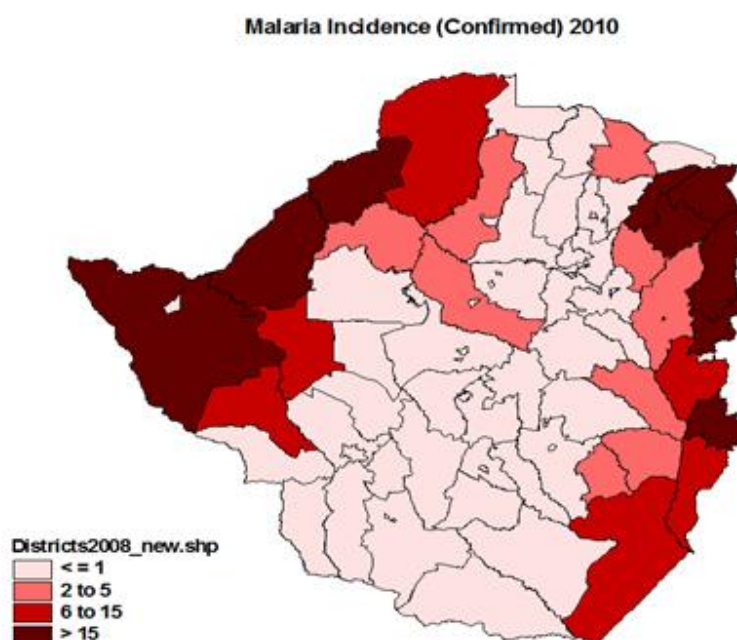 Malaria Incidence (Confirmed) 2010
Districts2008_new.shp
< = 1
2 to 5
6 to 15
> 15